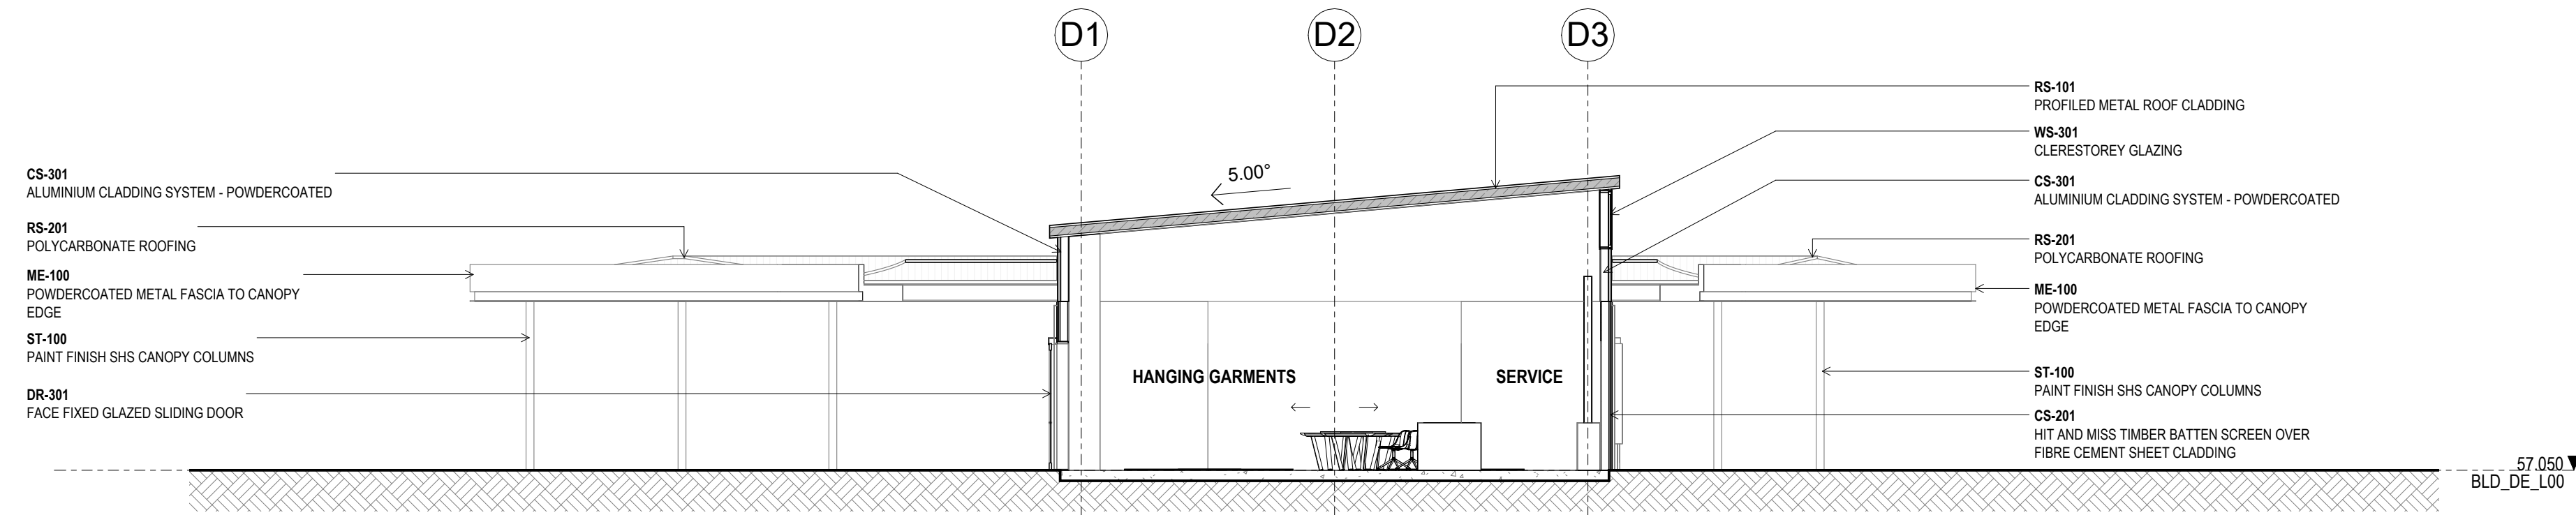 D1
D2
D3
CS-301
ALUMINIUM CLADDING SYSTEM - POWDERCOATED
RS-201
POLYCARBONATE ROOFING
ME-100
POWDERCOATED METAL FASCIA TO CANOPY
EDGE
ST-100
PAINT FINISH SHS CANOPY COLUMNS
DR-301
FACE FIXED GLAZED SLIDING DOOR
5.00°
HANGING GARMENTS
SERVICE
RS-101
PROFILED METAL ROOF CLADDING
WS-301
CLERESTOREY GLAZING
CS-301
ALUMINIUM CLADDING SYSTEM - POWDERCOATED
RS-201
POLYCARBONATE ROOFING
ME-100
POWDERCOATED METAL FASCIA TO CANOPY
EDGE
ST-100
PAINT FINISH SHS CANOPY COLUMNS
CS-201
HIT AND MISS TIMBER BATTEN SCREEN OVER
FIBRE CEMENT SHEET CLADDING
57.050
BLD_DE_L00